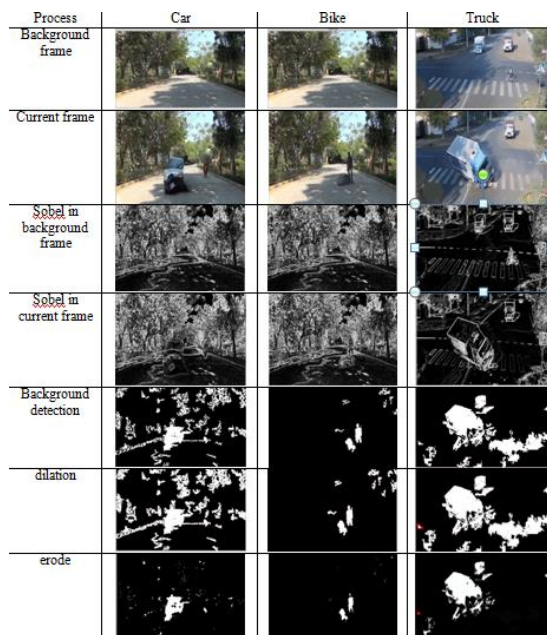 Process Car Bike Truck
Background
frame
Current frame
Sobel in
background
frame
Sobel in
current frame
Background
detection
dilation
erode